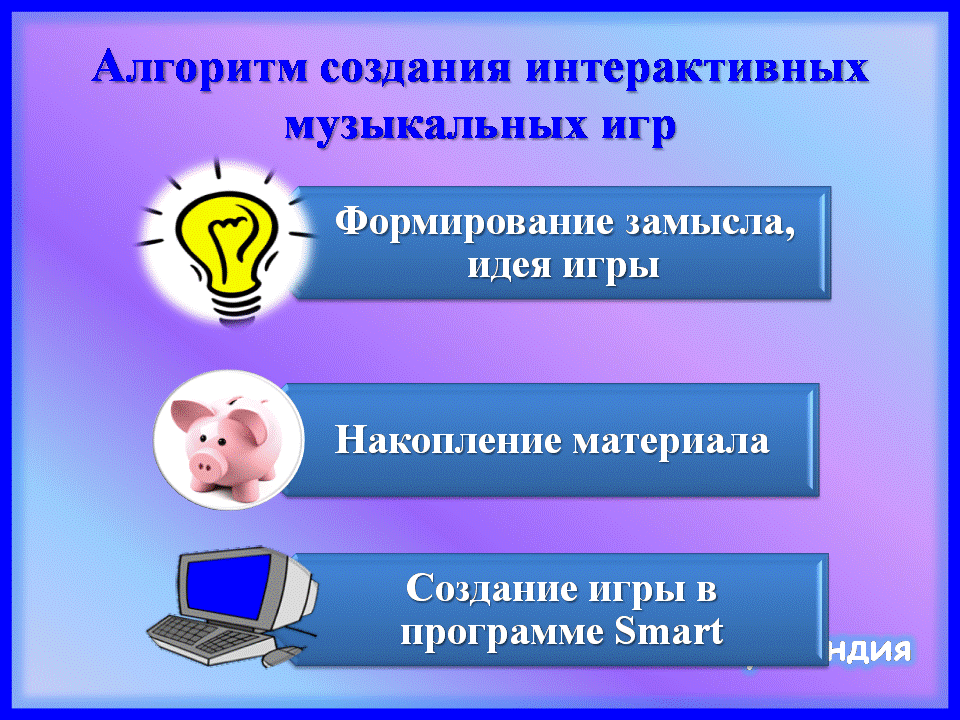 Алгоритм создания интерактивных
музыкальных игр
Формирование замысла,
идея игры
Накопление материала
Создание игры в
программе Smart